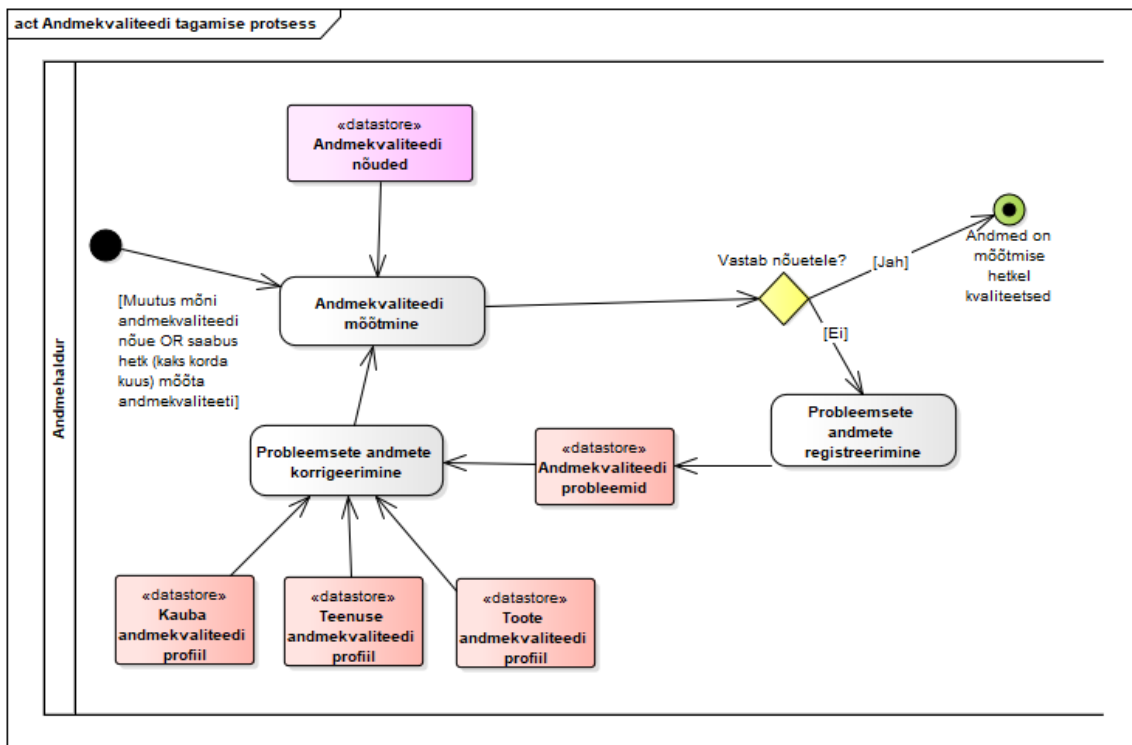 act Andmekvaliteedi tagamise protsess
Andmehaldur
«datastore»
Andmekvaliteedi
nõuded
[Muutus mõni
andmekvaliteedi
nõue OR saabus
hetk (kaks korda
kuus) mõõta
andmekvaliteeti]
Andmekvaliteedi
mõõtmine
Vastab nõuetele?
[Jah]
Andmed on
mõõtmise
hetkel
kvaliteetsed
[Ei]
Probleemsete
andmete
registreerimine
«datastore»
Andmekvaliteedi
probleemid
Probleemsete andmete
korrigeerimine
«datastore»
Kauba
andmekvaliteedi
profiil
«datastore»
Teenuse
andmekvaliteedi
profiil
«datastore»
Toote
andmekvaliteedi
profiil